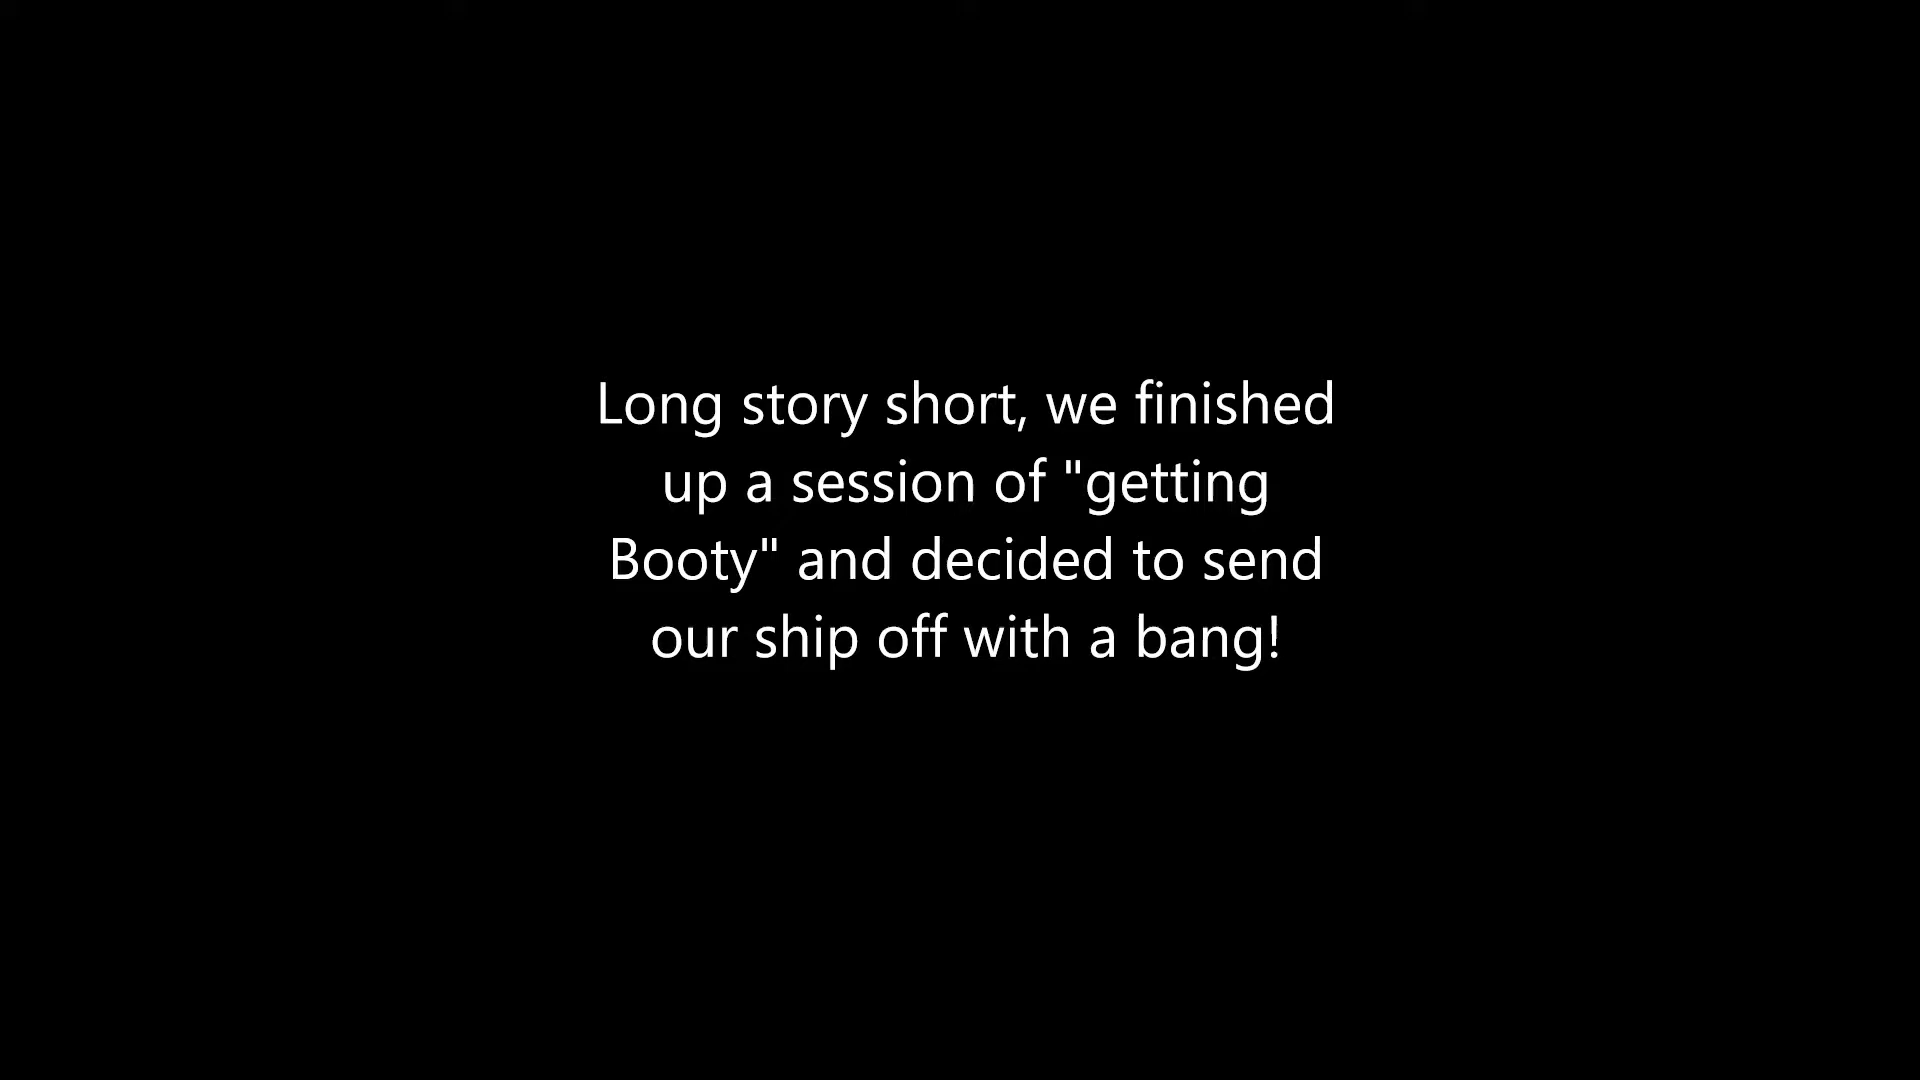 Long story short, we finished
up a session of "getting
Booty" and decided to send
our ship off with a bang!